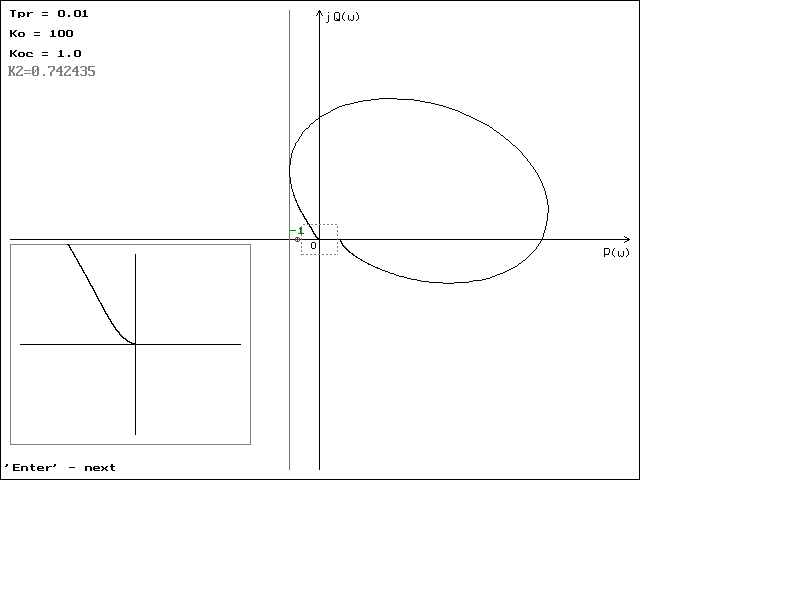 Tpr = 0.01
Ko = 100
Koc = 1.0
K2=0.742435
jQ(ω)
-1
0
P(ω)
'Enter' - next